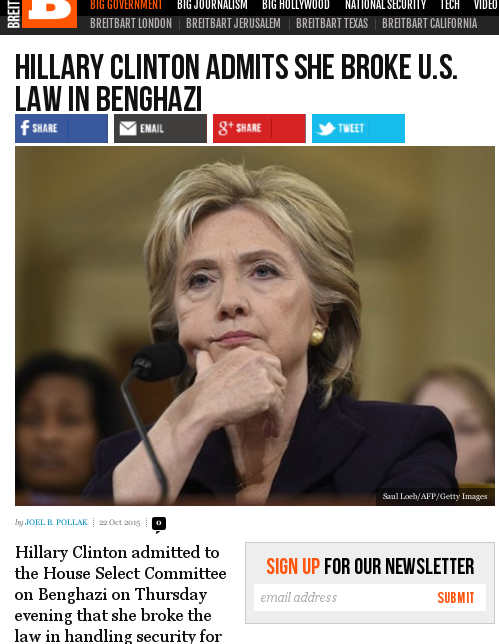 BREIT
BIG GOVERNMENT BIG JOURNALISM BIG HOLLYWOOD NATIONAL SECURITY TECH VIDEO
BREITBART LONDON BREITBART JERUSALEM BREITBART TEXAS BREITBART CALIFORNIA
HILLARY CLINTON ADMITS SHE BROKE U.S.
LAW IN BENGHAZI
f SHARE EMAIL g+ SHARE TWEET
Saul Loeb/AFP/Getty Images
by JOEL B. POLLAK 22 Oct 2015 0
Hillary Clinton admitted to
the House Select Committee
on Benghazi on Thursday
evening that she broke the
law in handling security for
SIGN UP FOR OUR NEWSLETTER
email address SUBMIT